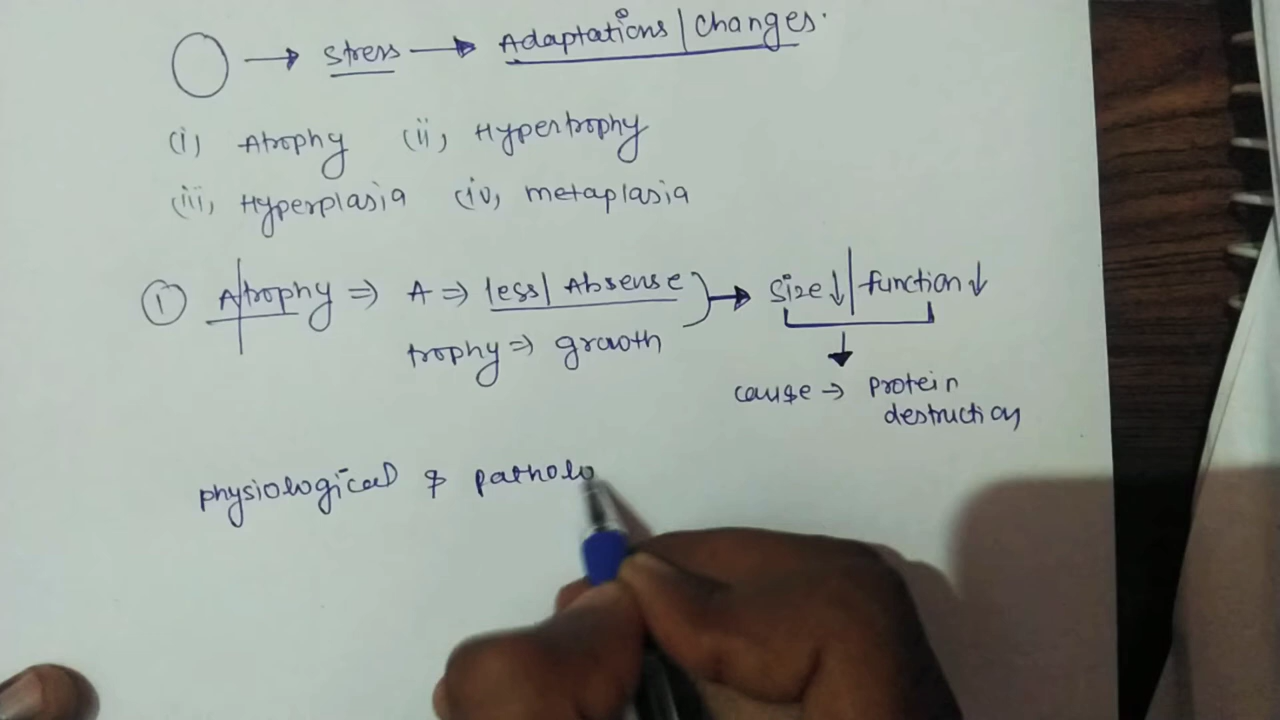 → stress → Adaptations | changes.
(i) Atrophy (ii) Hypertrophy
(iii) Hyperplasia (iv) metaplasia
① Atrophy ⇒ A ⇒ less | Absense → size ↓ | function ↓
trophy ⇒ growth
cause → protein
destruction
physiological & patholo